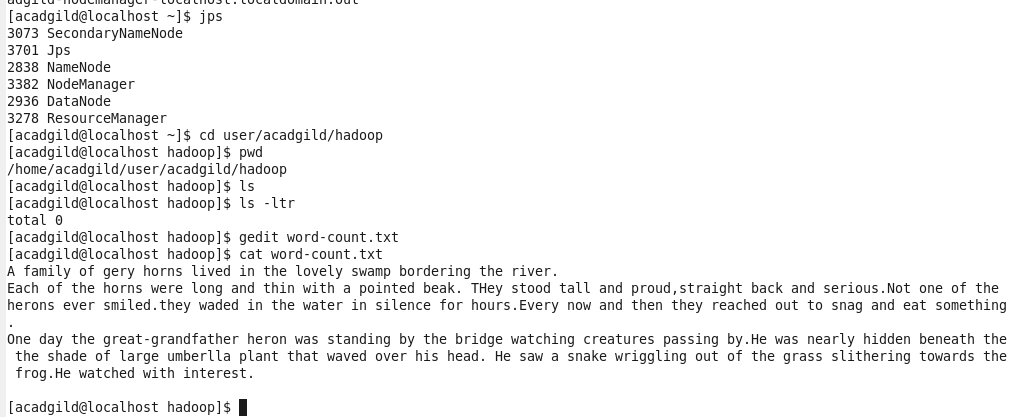 adgild-nodemanager-localhost.localdomain.out
[acadgild@localhost ~]$ jps
3073 SecondaryNameNode
3701 Jps
2838 NameNode
3382 NodeManager
2936 DataNode
3278 ResourceManager
[acadgild@localhost ~]$ cd user/acadgild/hadoop
[acadgild@localhost hadoop]$ pwd
/home/acadgild/user/acadgild/hadoop
[acadgild@localhost hadoop]$ ls
[acadgild@localhost hadoop]$ ls -ltr
total 0
[acadgild@localhost hadoop]$ gedit word-count.txt
[acadgild@localhost hadoop]$ cat word-count.txt
A family of gery horns lived in the lovely swamp bordering the river.
Each of the horns were long and thin with a pointed beak. THey stood tall and proud,straight back and serious.Not one of the
herons ever smiled.they waded in the water in silence for hours.Every now and then they reached out to snag and eat something
.
One day the great-grandfather heron was standing by the bridge watching creatures passing by.He was nearly hidden beneath the
 the shade of large umberlla plant that waved over his head. He saw a snake wriggling out of the grass slithering towards the
 frog.He watched with interest.
[acadgild@localhost hadoop]$